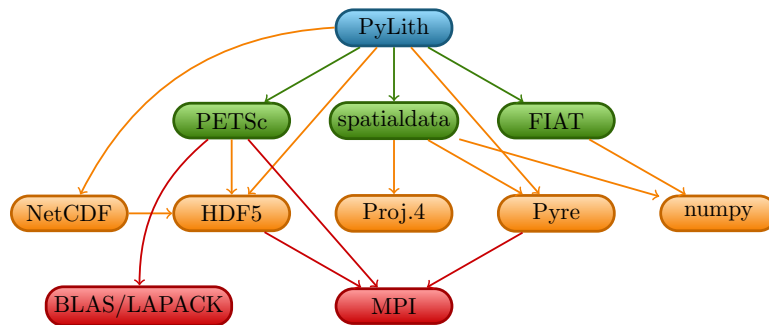 PyLith
PETSc
spatialdata
FIAT
NetCDF
HDF5
Proj.4
Pyre
numpy
BLAS/LAPACK
MPI